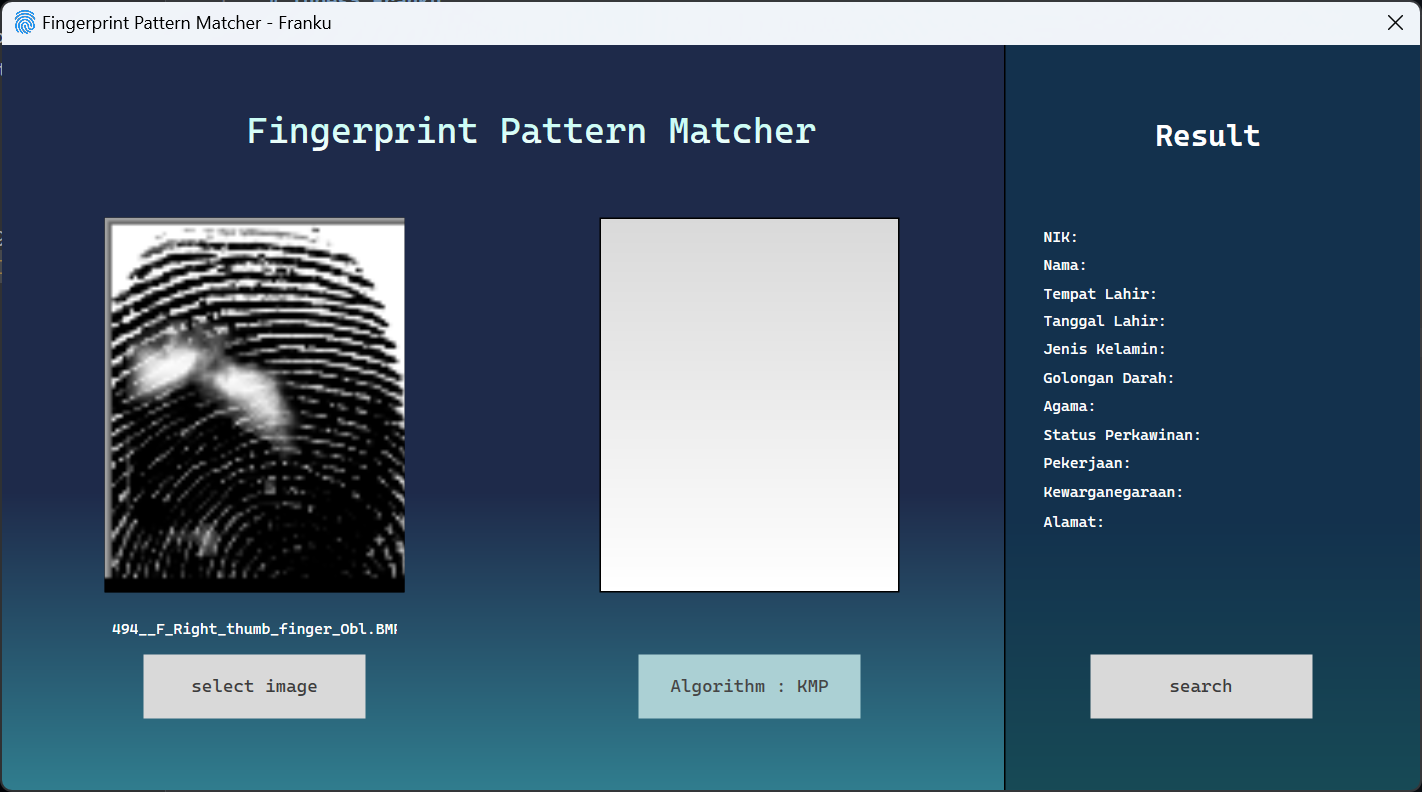 Fingerprint Pattern Matcher - Franku
Fingerprint Pattern Matcher
494__F_Right_thumb_finger_Obl.BMP
select image
Algorithm : KMP
Result
NIK:
Nama:
Tempat Lahir:
Tanggal Lahir:
Jenis Kelamin:
Golongan Darah:
Agama:
Status Perkawinan:
Pekerjaan:
Kewarganegaraan:
Alamat:
search